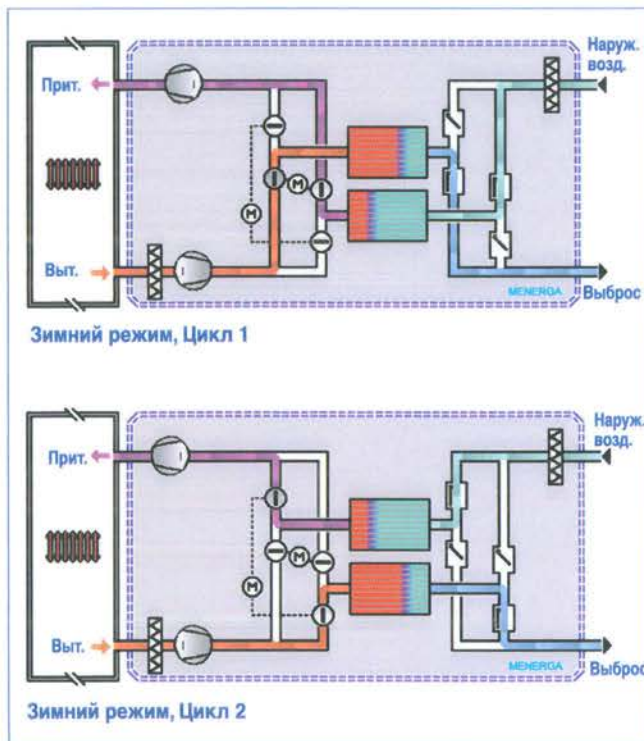 Наруж.
возд.
Прит.
М
М
Выт.
MENERGA
Выброс
Зимний режим, Цикл 1
Наруж.
возд.
Прит.
М
М
Выт.
MENERGA
Выброс
Зимний режим, Цикл 2